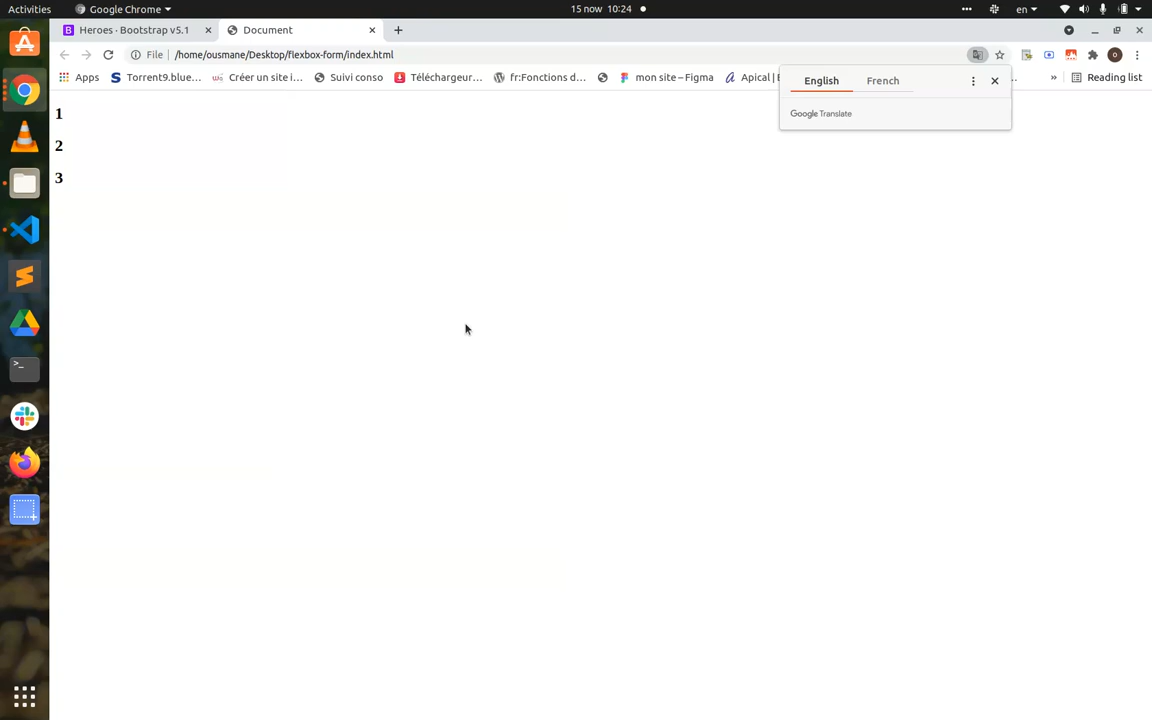 Activities Google Chrome 15 now 10:24 en
Heroes · Bootstrap v5.1 Document
File /home/ousmane/Desktop/flexbox-form/index.html
Apps Torrent9.blue... Créer un site i... Suivi conso Téléchargeur... fr:Fonctions d... mon site – Figma Apical | Reading list
English French
Google Translate
1
2
3